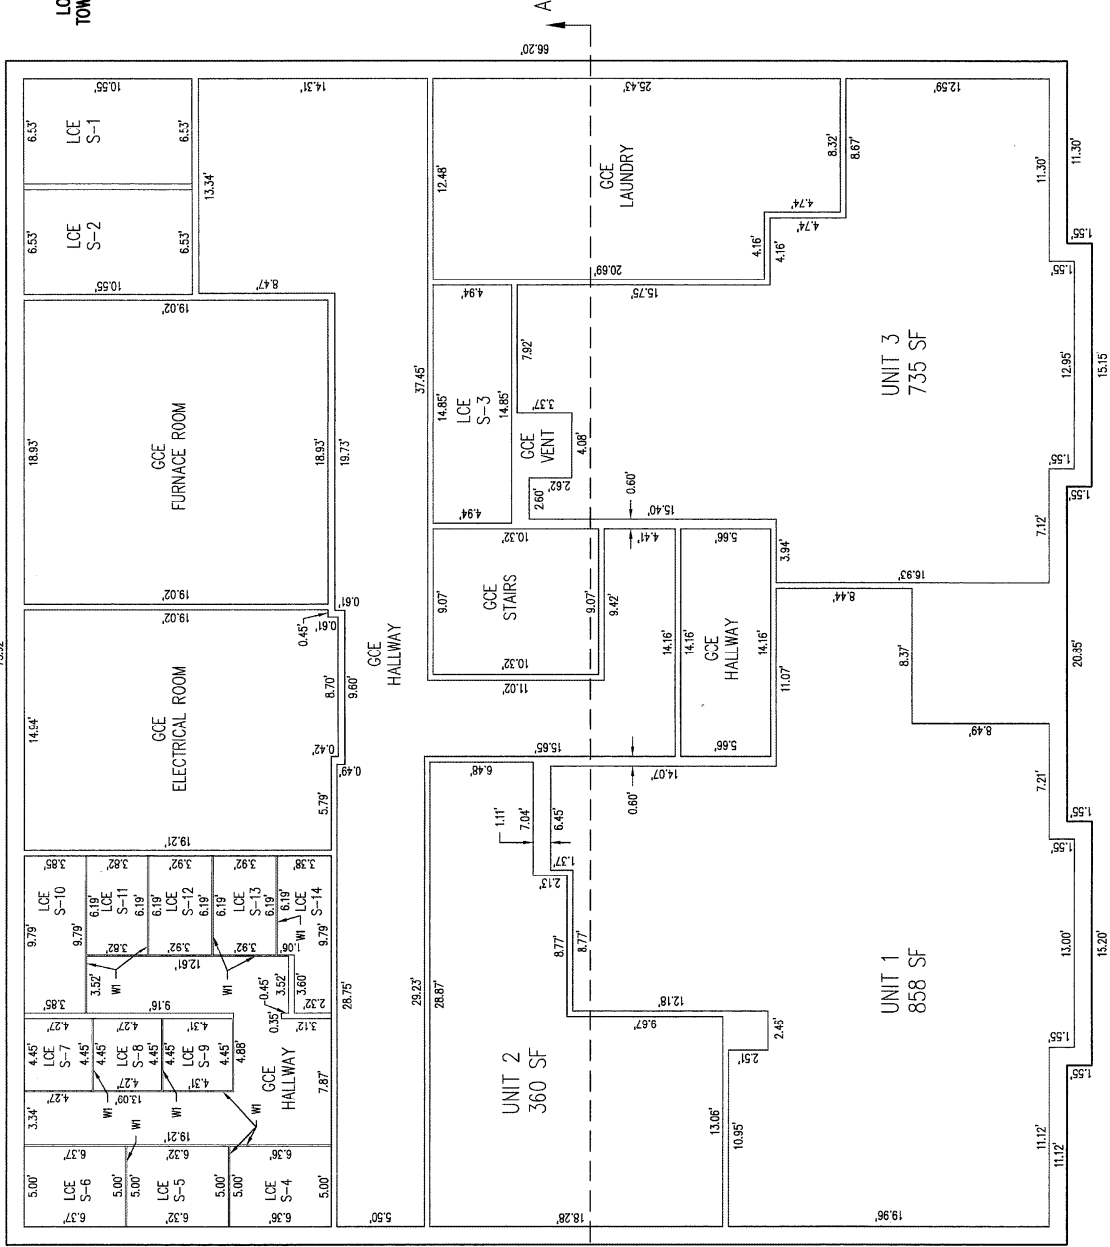 LO
TOW
A
66.20'
10.55'
14.31'
25.43'
12.59'
6.53'
LCE
S-1
6.53'
6.53'
LCE
S-2
6.53'
10.55'
13.34'
8.47'
12.48'
GCE
LAUNDRY
8.32'
8.67'
4.74'
4.74'
4.16'
4.16'
20.69'
15.75'
11.30'
11.30'
1.55'
1.55'
19.02'
18.93'
GCE
FURNACE ROOM
18.93'
19.73'
19.02'
37.45'
4.94'
14.85'
LCE
S-3
14.85'
4.94'
7.92'
3.37'
GCE
VENT
4.08'
2.62'
2.60'
0.60'
15.40'
UNIT 3
735 SF
12.95'
15.15'
1.55'
1.55'
7.12'
3.94'
16.93'
19.02'
0.45'
0.61'
0.61'
14.94'
GCE
ELECTRICAL ROOM
8.70'
9.60'
0.42'
0.49'
5.79'
19.21'
GCE
HALLWAY
10.32'
9.07'
GCE
STAIRS
9.07'
9.42'
10.32'
11.02'
4.41'
14.16'
5.66'
14.16'
GCE
HALLWAY
14.16'
5.66'
11.07'
8.44'
8.37'
8.49'
20.85'
7.21'
15.65'
6.48'
0.60'
14.07'
1.11'
7.04'
6.45'
1.37'
2.13'
8.77'
8.77'
3.85'
3.82'
3.92'
3.92'
3.38'
9.79'
LCE
S-10
9.79'
6.19'
LCE
S-11
6.19'
6.19'
LCE
S-12
6.19'
6.19'
LCE
S-13
6.19'
6.19'
LCE
S-14
9.79'
W1
3.82'
3.92'
3.92'
1.06'
12.61'
3.52'
W1
W1
3.52'
3.60'
0.45'
0.35'
2.32'
3.85'
9.16'
3.12'
28.75'
29.23'
28.87'
4.27'
4.27'
4.31'
4.45'
LCE
S-7
4.45'
4.45'
LCE
S-8
4.45'
4.45'
LCE
S-9
4.45'
4.88'
4.27'
4.27'
4.31'
13.09'
GCE
HALLWAY
7.87'
3.34'
W1
W1
W1
W1
19.21'
6.37'
6.32'
6.36'
5.00'
LCE
S-6
5.00'
5.00'
LCE
S-5
5.00'
5.00'
LCE
S-4
5.00'
6.37'
6.32'
6.36'
5.50'
UNIT 2
360 SF
12.18'
9.67'
2.51'
13.06'
10.95'
18.28'
UNIT 1
858 SF
1.55'
1.55'
13.00'
15.20'
1.55'
1.55'
11.12'
11.12'
19.96'